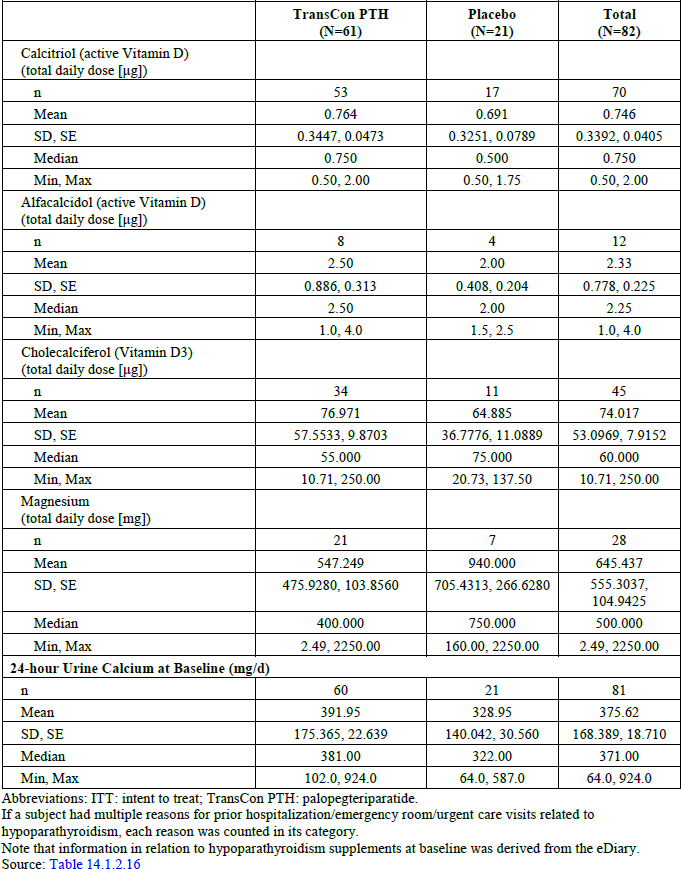 TransCon PTH Placebo Total
(N=61) (N=21) (N=82)
Calcitriol (active Vitamin D)
(total daily dose [µg])
n 53 17 70
Mean 0.764 0.691 0.746
SD, SE 0.3447, 0.0473 0.3251, 0.0789 0.3392, 0.0405
Median 0.750 0.500 0.750
Min, Max 0.50, 2.00 0.50, 1.75 0.50, 2.00
Alfacalcidol (active Vitamin D)
(total daily dose [µg])
n 8 4 12
Mean 2.50 2.00 2.33
SD, SE 0.886, 0.313 0.408, 0.204 0.778, 0.225
Median 2.50 2.00 2.25
Min, Max 1.0, 4.0 1.5, 2.5 1.0, 4.0
Cholecalciferol (Vitamin D3)
(total daily dose [µg])
n 34 11 45
Mean 76.971 64.885 74.017
SD, SE 57.5533, 9.8703 36.7776, 11.0889 53.0969, 7.9152
Median 55.000 75.000 60.000
Min, Max 10.71, 250.00 20.73, 137.50 10.71, 250.00
Magnesium
(total daily dose [mg])
n 21 7 28
Mean 547.249 940.000 645.437
SD, SE 475.9280, 103.8560 705.4313, 266.6280 555.3037,
104.9425
Median 400.000 750.000 500.000
Min, Max 2.49, 2250.00 160.00, 2250.00 2.49, 2250.00
24-hour Urine Calcium at Baseline (mg/d)
n 60 21 81
Mean 391.95 328.95 375.62
SD, SE 175.365, 22.639 140.042, 30.560 168.389, 18.710
Median 381.00 322.00 371.00
Min, Max 102.0, 924.0 64.0, 587.0 64.0, 924.0
Abbreviations: ITT: intent to treat; TransCon PTH: palopegteriparatide.
If a subject had multiple reasons for prior hospitalization/emergency room/urgent care visits related to
hypoparathyroidism, each reason was counted in its category.
Note that information in relation to hypoparathyroidism supplements at baseline was derived from the eDiary.
Source: Table 14.1.2.16